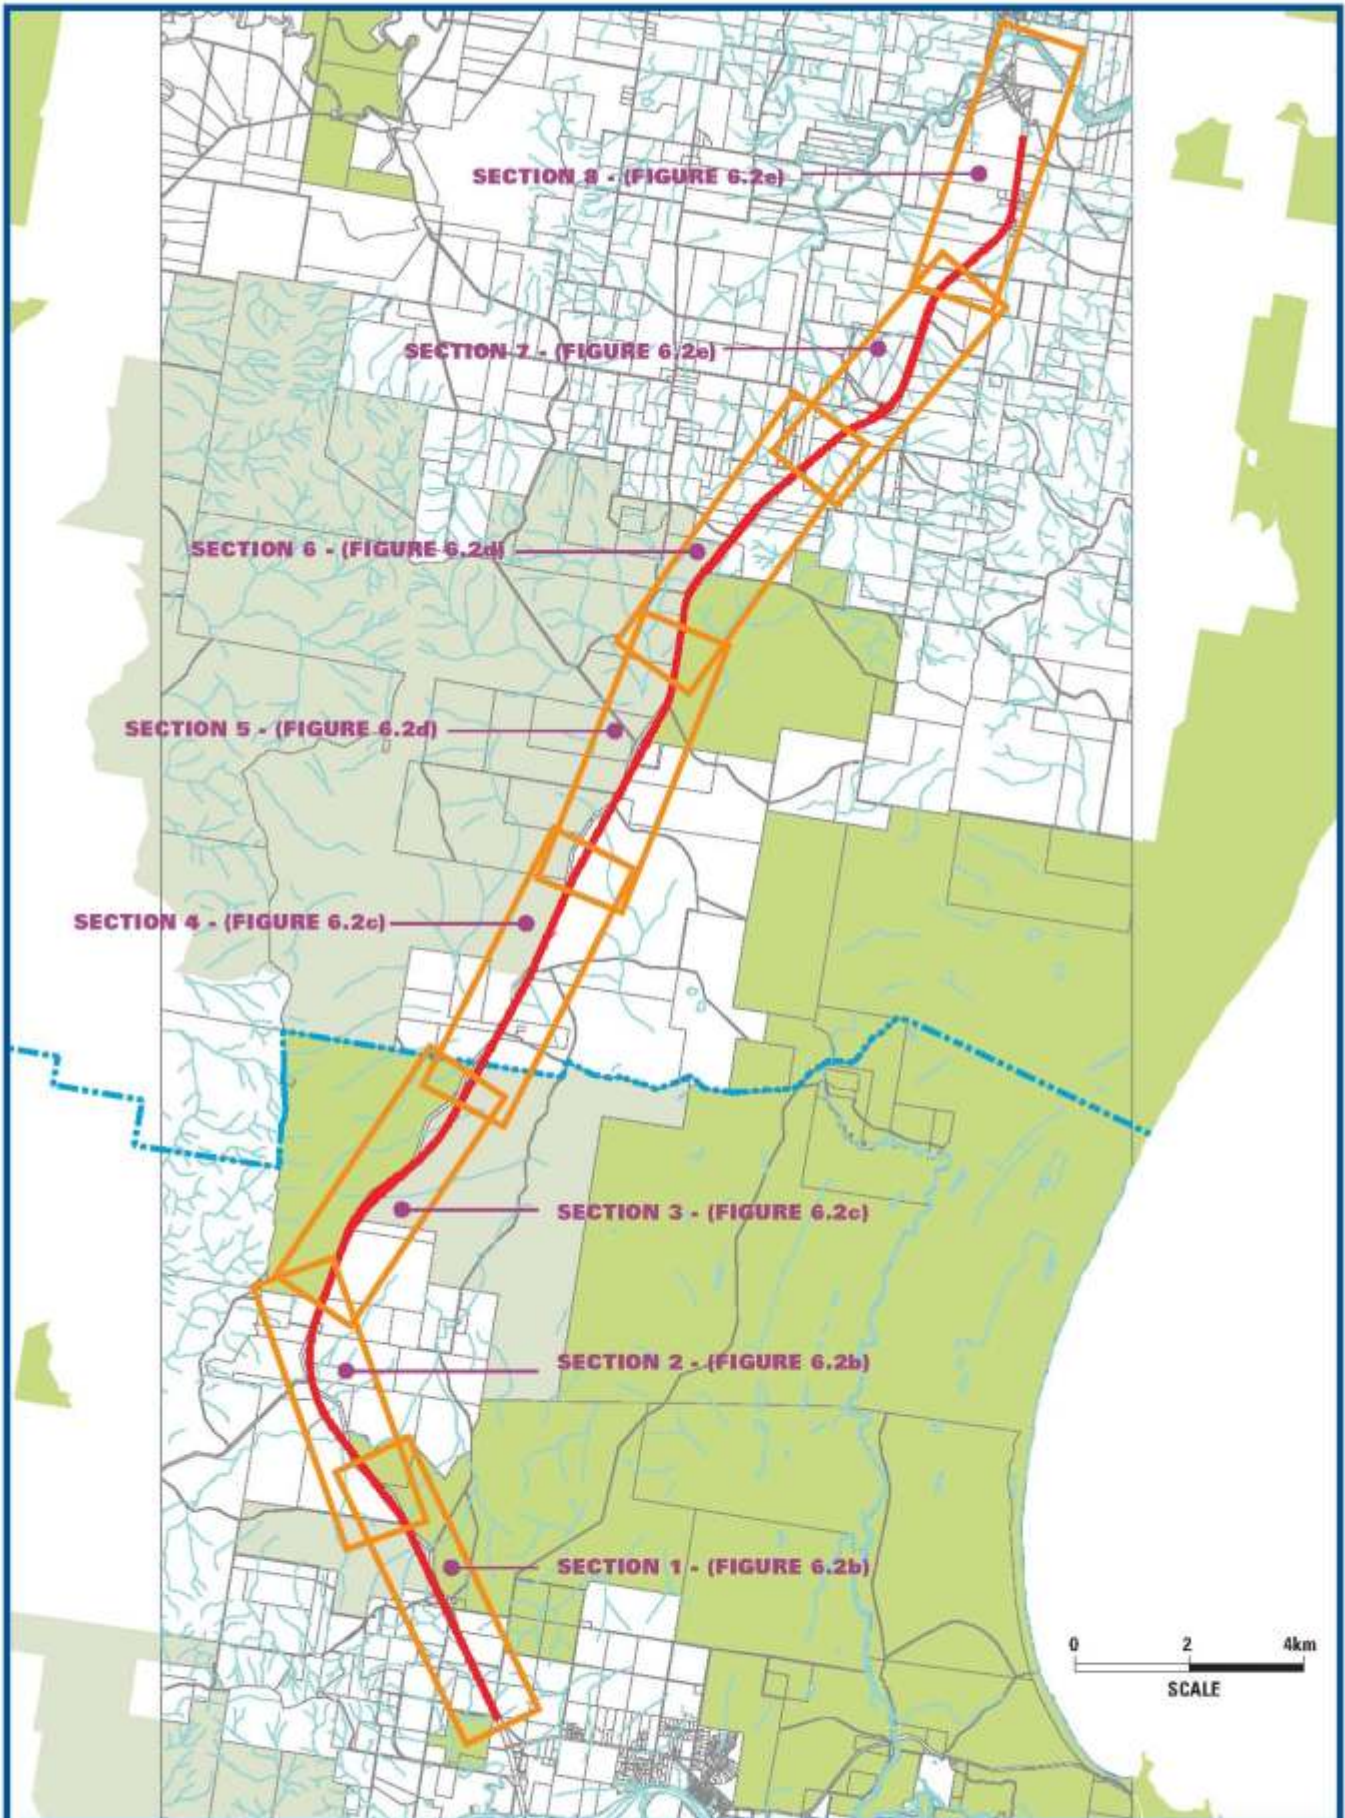 SECTION 8 - (FIGURE 6.2e)
SECTION 7 - (FIGURE 6.2e)
SECTION 6 - (FIGURE 6.2d)
SECTION 5 - (FIGURE 6.2d)
SECTION 4 - (FIGURE 6.2c)
SECTION 3 - (FIGURE 6.2c)
SECTION 2 - (FIGURE 6.2b)
SECTION 1 - (FIGURE 6.2b)
0 2 4km
SCALE